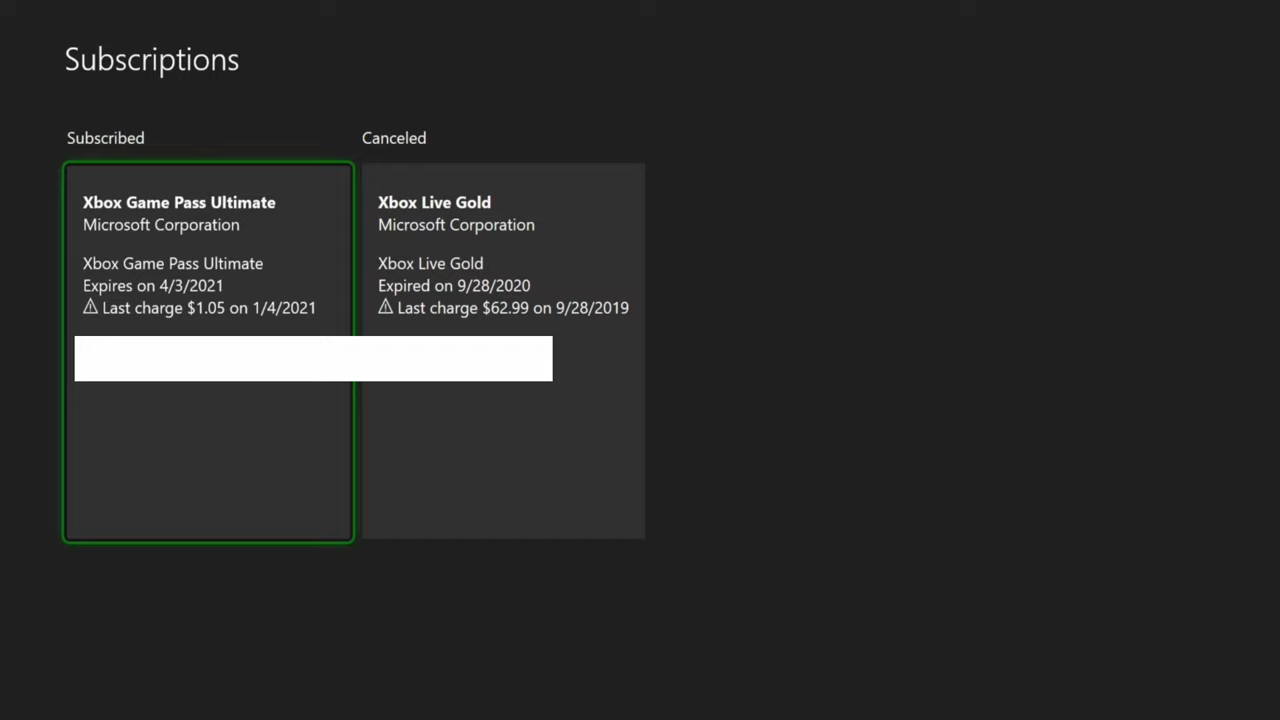 Subscriptions
Subscribed
Xbox Game Pass Ultimate
Microsoft Corporation
Xbox Game Pass Ultimate
Expires on 4/3/2021
⚠ Last charge $1.05 on 1/4/2021
Canceled
Xbox Live Gold
Microsoft Corporation
Xbox Live Gold
Expired on 9/28/2020
⚠ Last charge $62.99 on 9/28/2019